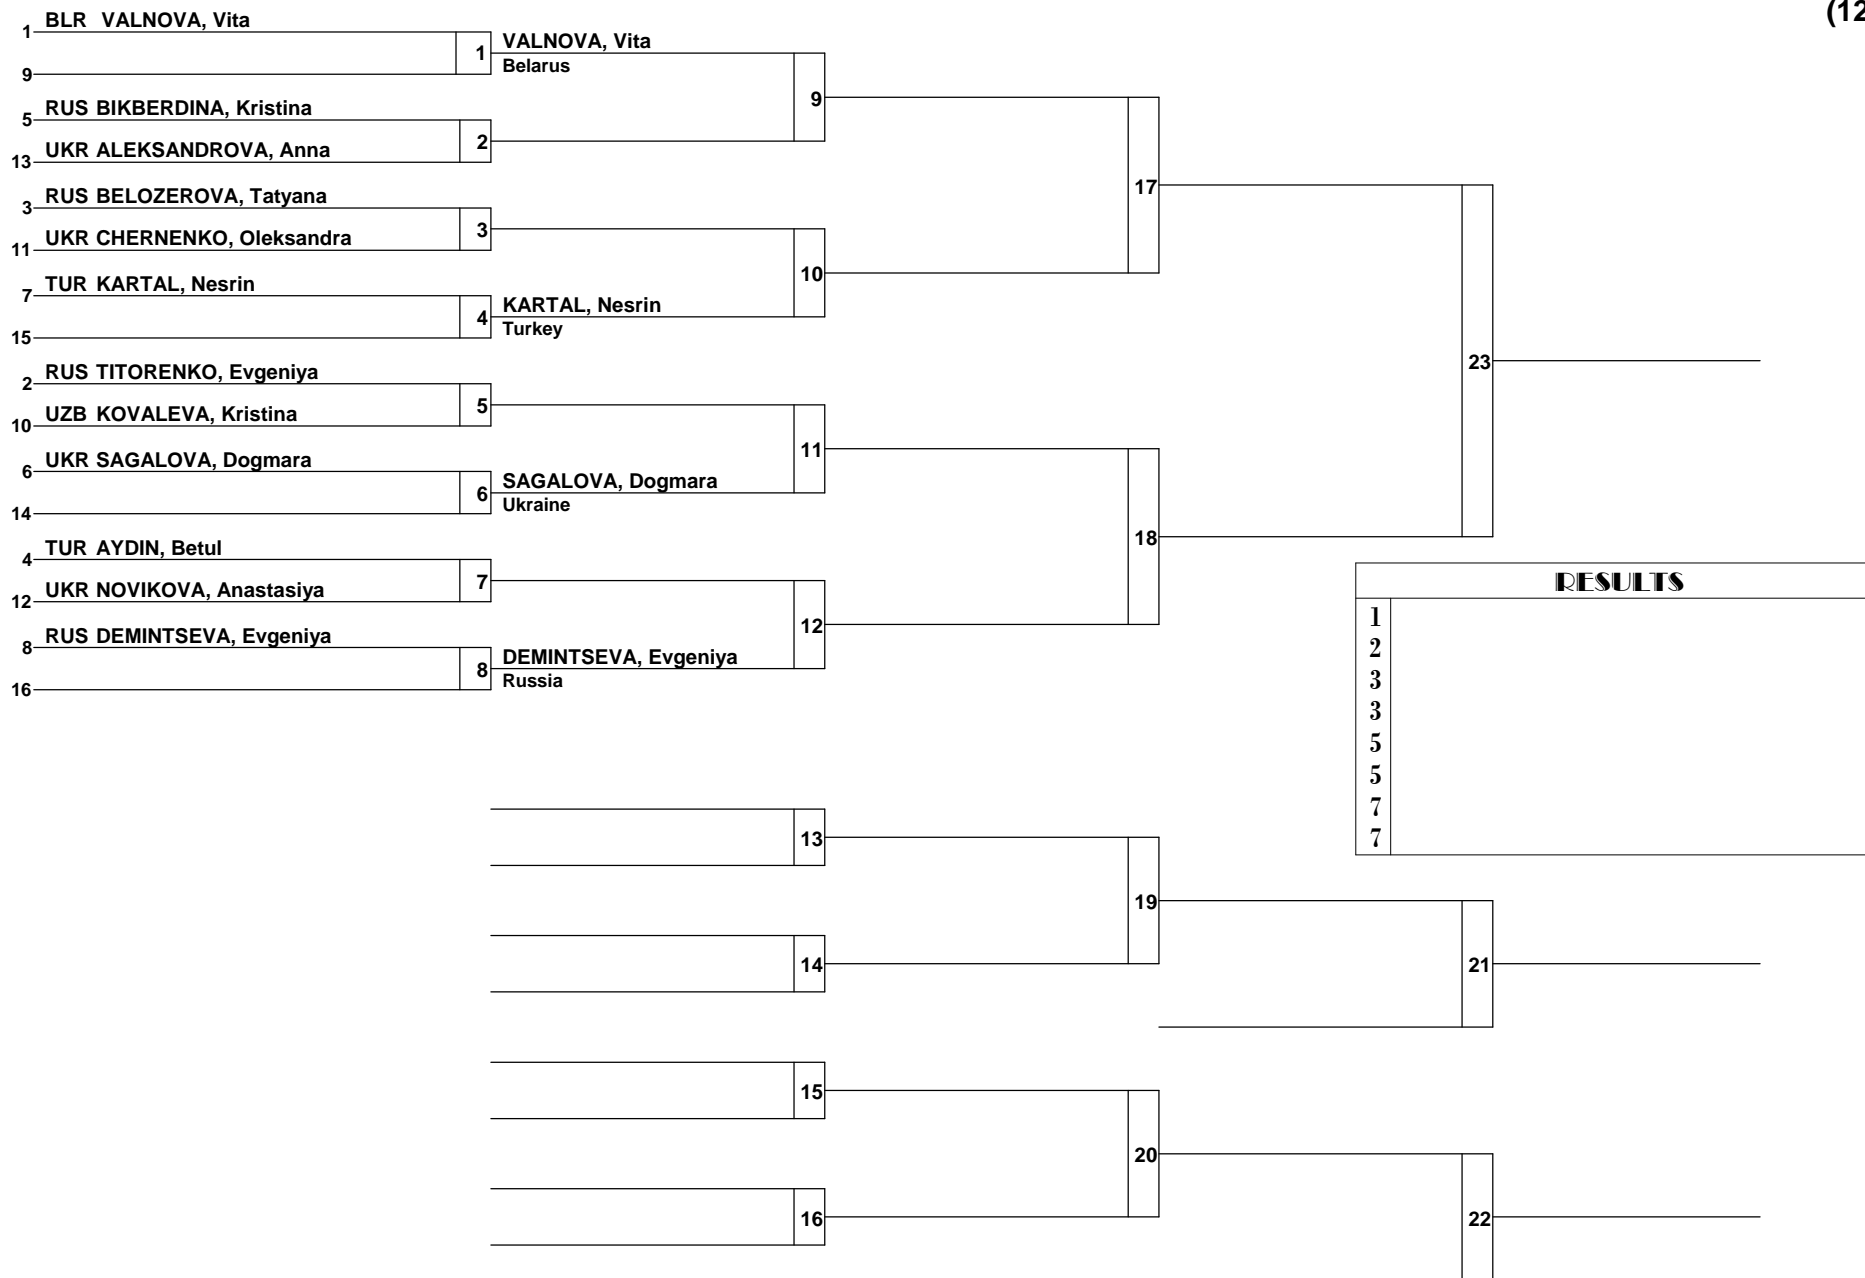 (12
1 BLR VALNOVA, Vita
1 VALNOVA, Vita
Belarus
9
9
5 RUS BIKBERDINA, Kristina
2
13 UKR ALEKSANDROVA, Anna
17
3 RUS BELOZEROVA, Tatyana
3
11 UKR CHERNENKO, Oleksandra
10
7 TUR KARTAL, Nesrin
4 KARTAL, Nesrin
Turkey
15
23
2 RUS TITORENKO, Evgeniya
5
10 UZB KOVALEVA, Kristina
11
6 UKR SAGALOVA, Dogmara
6 SAGALOVA, Dogmara
Ukraine
14
18
4 TUR AYDIN, Betul
7
12 UKR NOVIKOVA, Anastasiya
12
8 RUS DEMINTSEVA, Evgeniya
8 DEMINTSEVA, Evgeniya
Russia
16
RESULTS
1
2
3
3
5
5
7
7
13
19
14
21
15
20
16
22